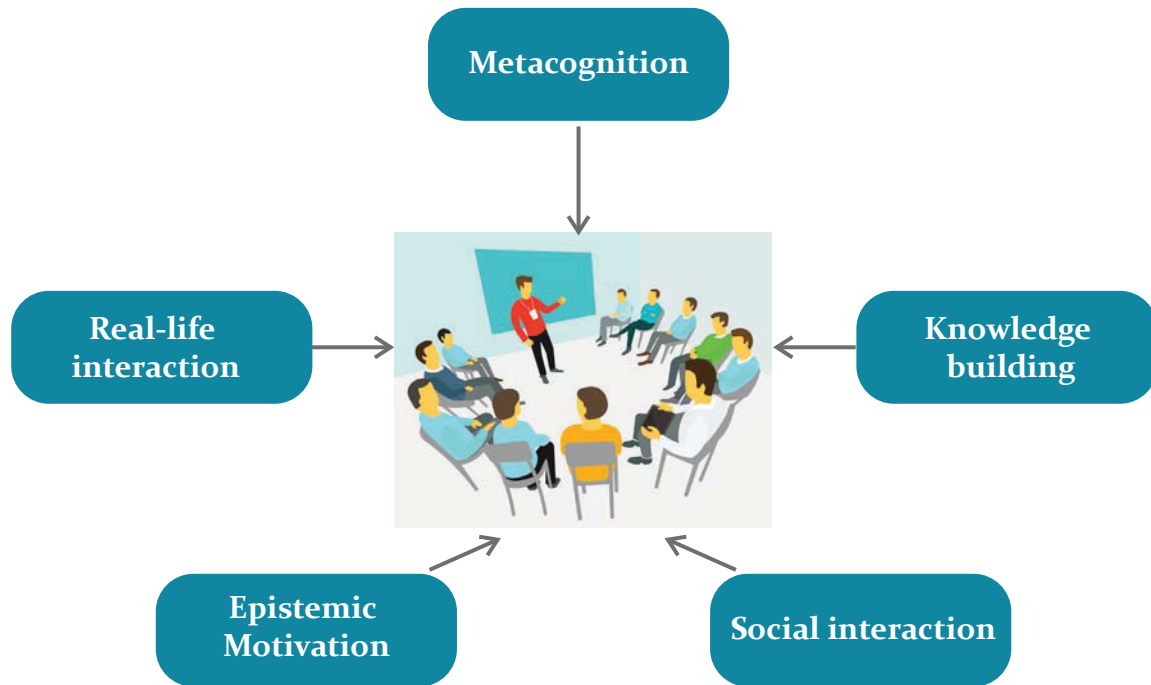 Metacognition
Real-life
interaction
Knowledge
building
Epistemic
Motivation
Social interaction